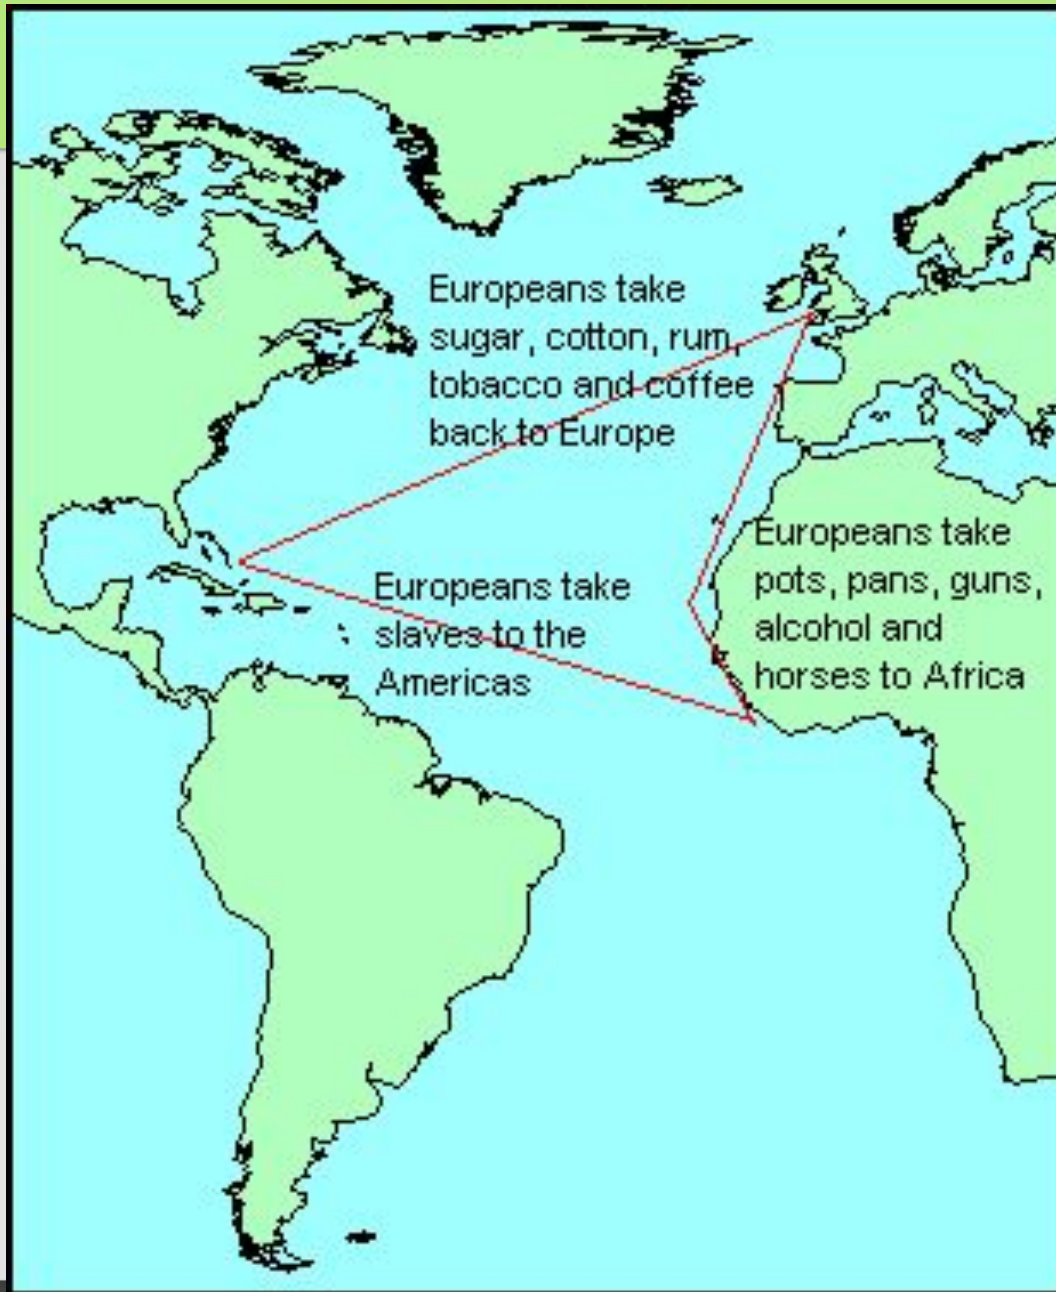 Europeans take
sugar, cotton, rum,
tobacco and coffee
back to Europe
Europeans take
pots, pans, guns,
alcohol and
horses to Africa
Europeans take
slaves to the
Americas